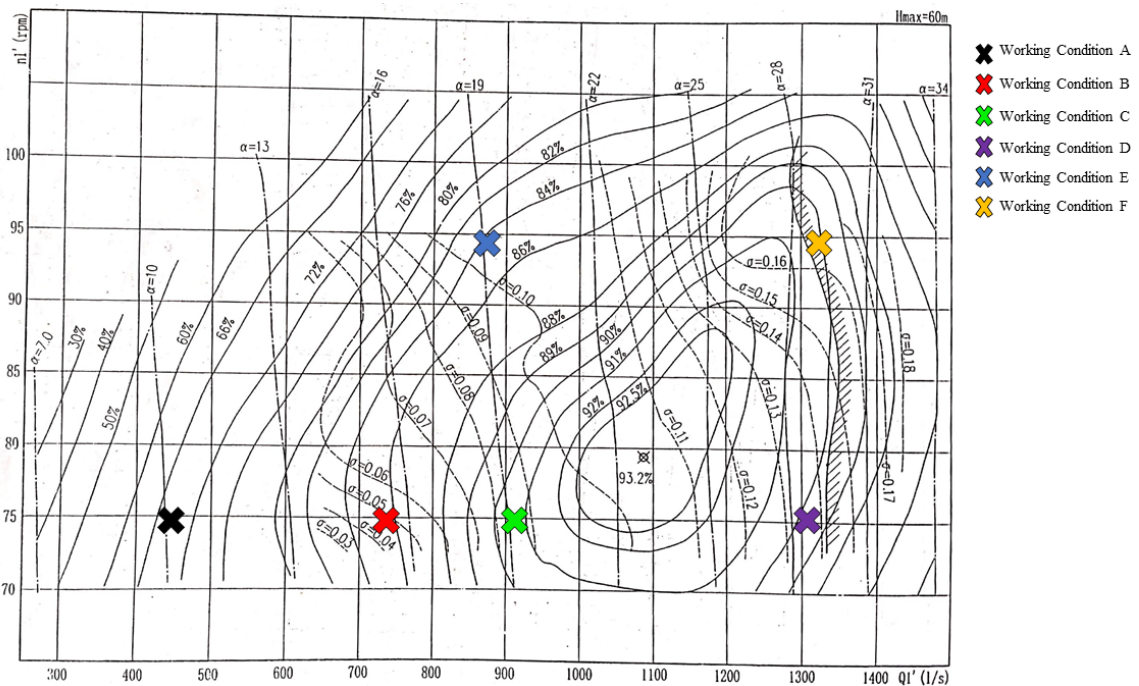 Hmax=60m
n1' (rpm)
Working Condition A
Working Condition B
Working Condition C
Working Condition D
Working Condition E
Working Condition F
α=16
α=19
α=22
α=25
α=28
α=31
α=34
100
α=13
82%
84%
76%
80%
95
86%
72%
α=10
σ=0.16
σ=0.10
σ=0.15
90
60%
66%
σ=0.09
88%
90%
σ=0.14
α=7.0
30%
40%
89%
91%
σ=0.18
85
50%
σ=0.08
92%
92.5%
σ=0.13
σ=0.07
σ=0.11
80
93.2%
σ=0.06
σ=0.05
σ=0.12
σ=0.17
75
σ=0.03
σ=0.04
70
:00 400 500 600 700 800 900 1000 1100 1200 1300 1400 Q1' (l/s)